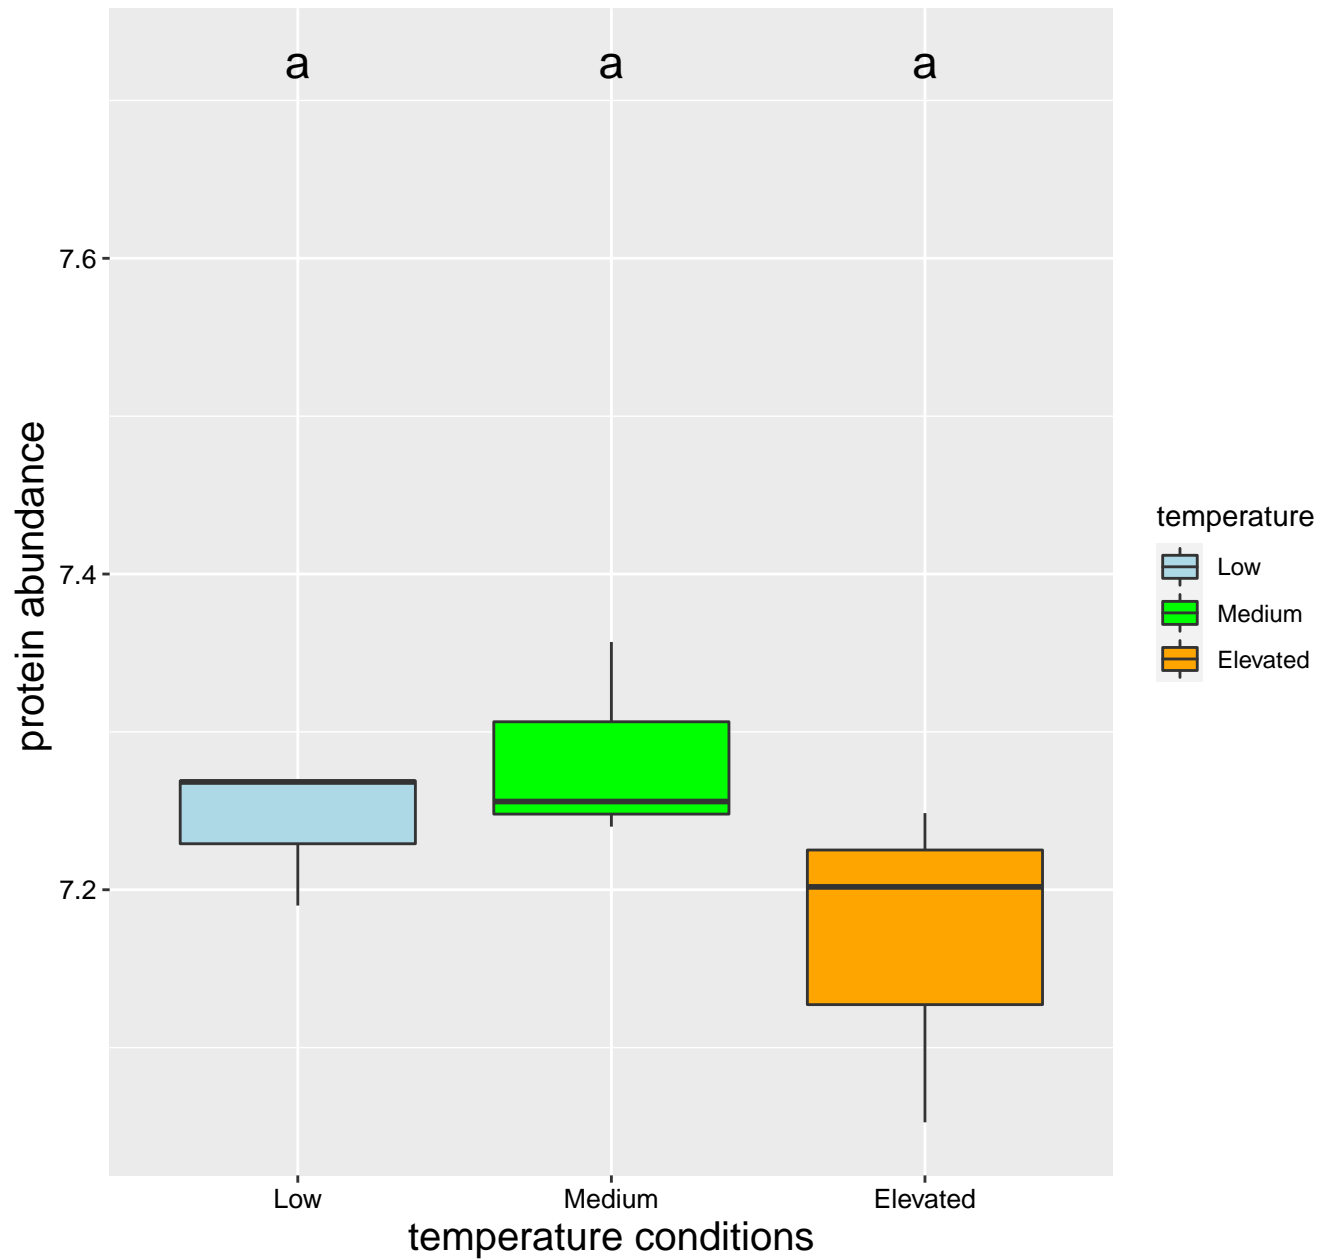 a a a
7.6
7.4
7.2
protein abundance
Low Medium Elevated
temperature conditions
temperature
Low
Medium
Elevated